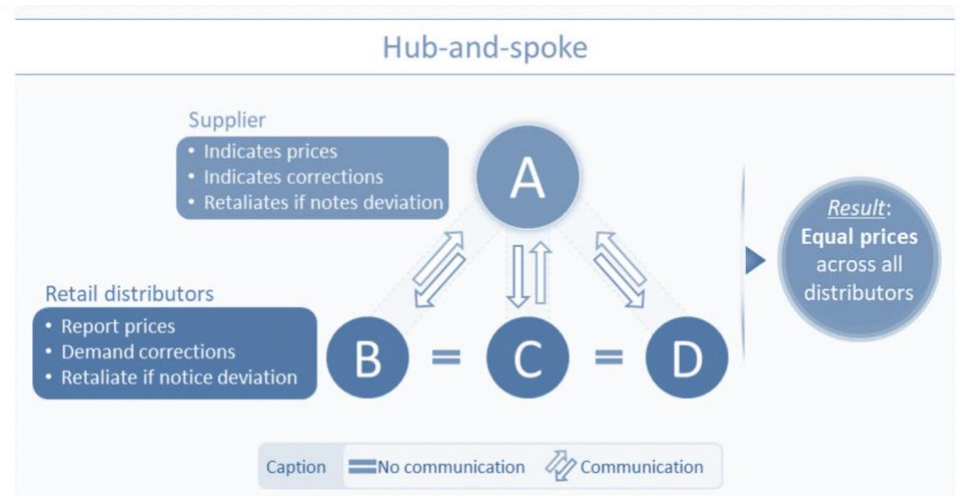 Hub-and-spoke
Supplier
• Indicates prices
• Indicates corrections
• Retaliates if notes deviation
A
Result:
Equal prices
across all
distributors
Retail distributors
• Report prices
• Demand corrections
• Retaliate if notice deviation
B = C = D
Caption
No communication
Communication